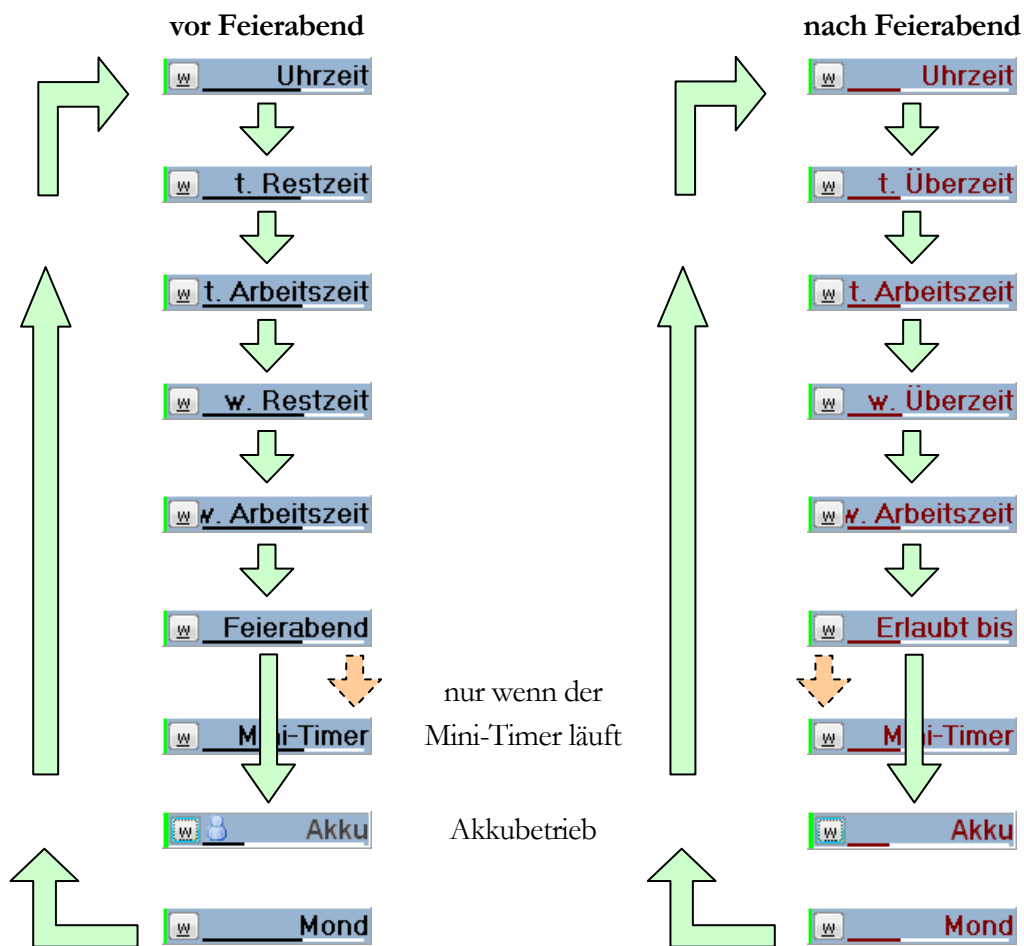 vor Feierabend
w Uhrzeit
w t. Restzeit
w t. Arbeitszeit
w w. Restzeit
w w. Arbeitszeit
w Feierabend
w Mini-Timer
w Akku
w Mond
nur wenn der
Mini-Timer läuft
Akkubetrieb
nach Feierabend
w Uhrzeit
w t. Überzeit
w t. Arbeitszeit
w w. Überzeit
w w. Arbeitszeit
w Erlaubt bis
w Mini-Timer
w Akku
w Mond